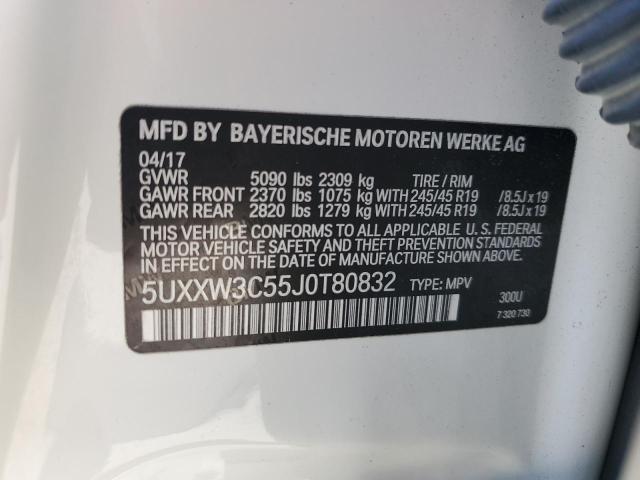 MFD BY BAYERISCHE MOTOREN WERKE AG
04/17
GVWR 5090 lbs 2309 kg TIRE / RIM
GAWR FRONT 2370 lbs 1075 kg WITH 245/45 R19 /8.5J x 19
GAWR REAR 2820 lbs 1279 kg WITH 245/45 R19 /8.5J x 19
THIS VEHICLE CONFORMS TO ALL APPLICABLE U. S. FEDERAL
MOTOR VEHICLE SAFETY AND THEFT PREVENTION STANDARDS
IN EFFECT ON THE DATE OF MANUFACTURE SHOWN ABOVE.
5UXXW3C55J0T80832 TYPE: MPV 300U
7 320 730